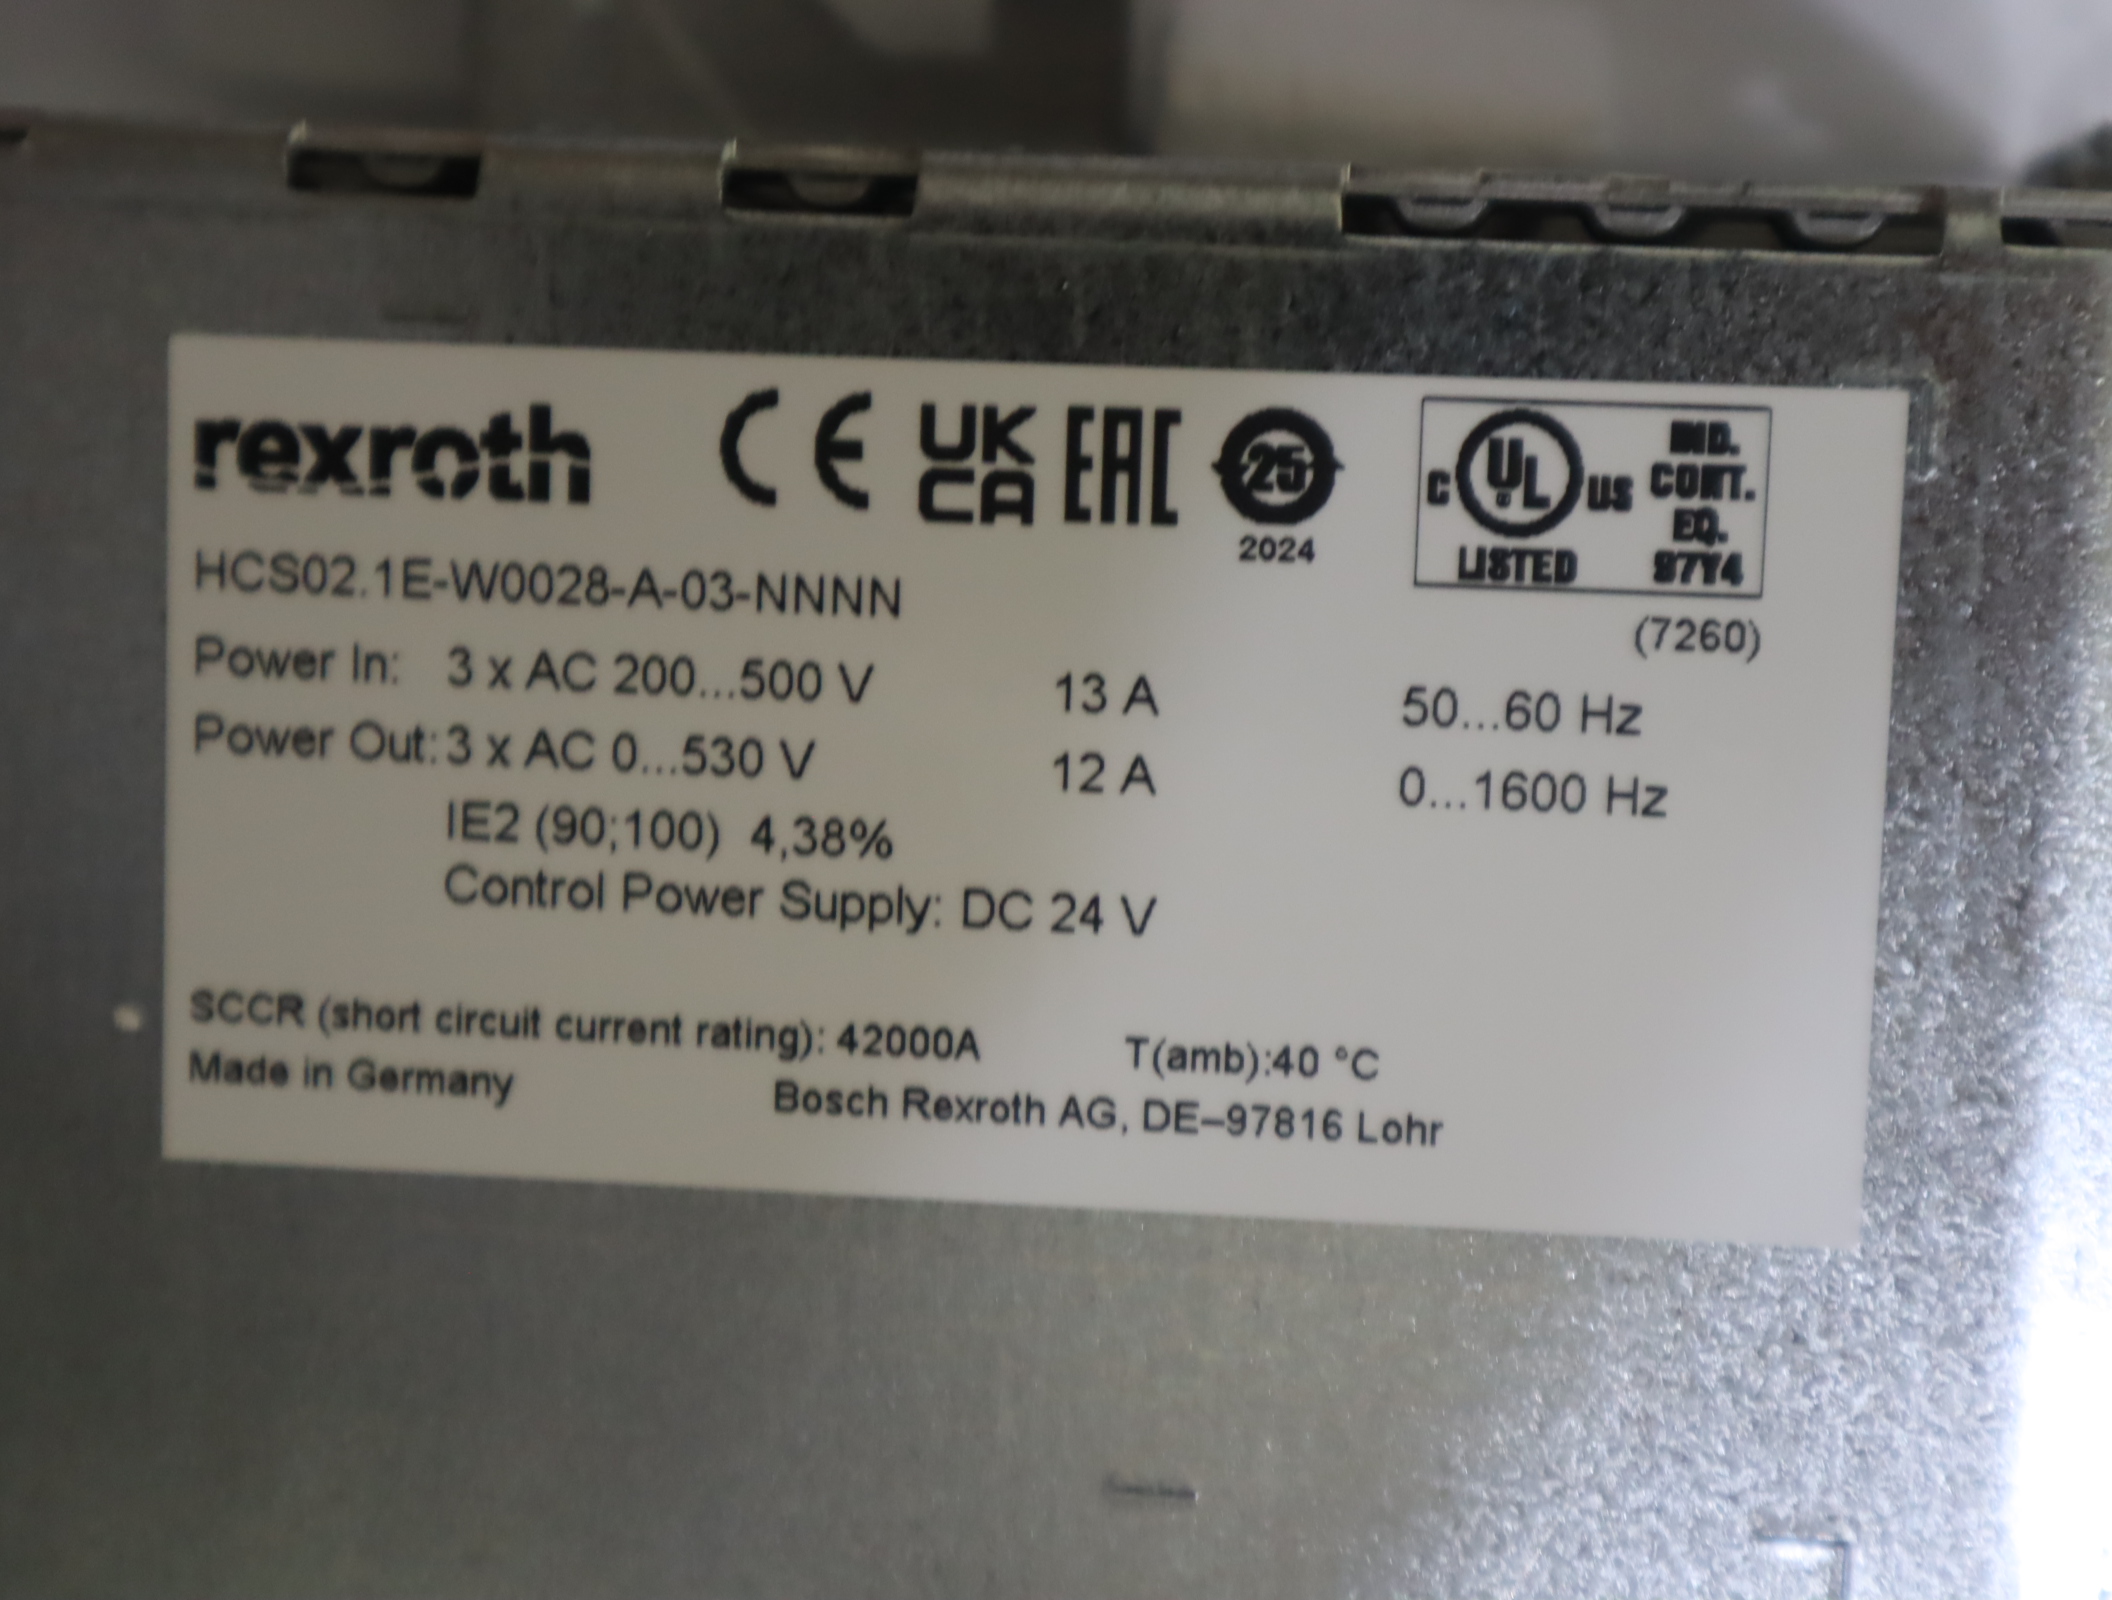 rexroth CE UK CA EAC 25 2024
C UL US LISTED IND. CONT. EQ. 97Y4
HCS02.1E-W0028-A-03-NNNN
(7260)
Power In: 3 x AC 200...500 V 13 A 50...60 Hz
Power Out: 3 x AC 0...530 V 12 A 0...1600 Hz
IE2 (90;100) 4,38%
Control Power Supply: DC 24 V
SCCR (short circuit current rating): 42000A T(amb):40 °C
Made in Germany Bosch Rexroth AG, DE–97816 Lohr